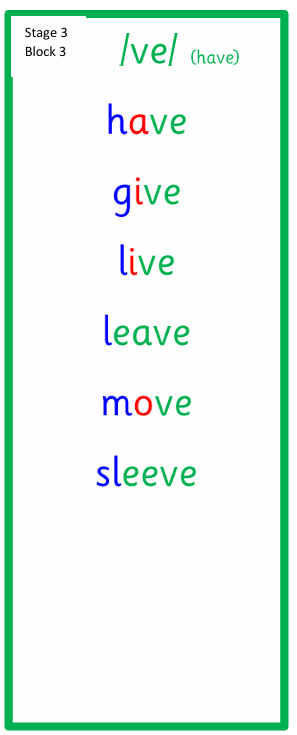 Stage 3
Block 3
/ve/ (have)
have
give
live
leave
move
sleeve